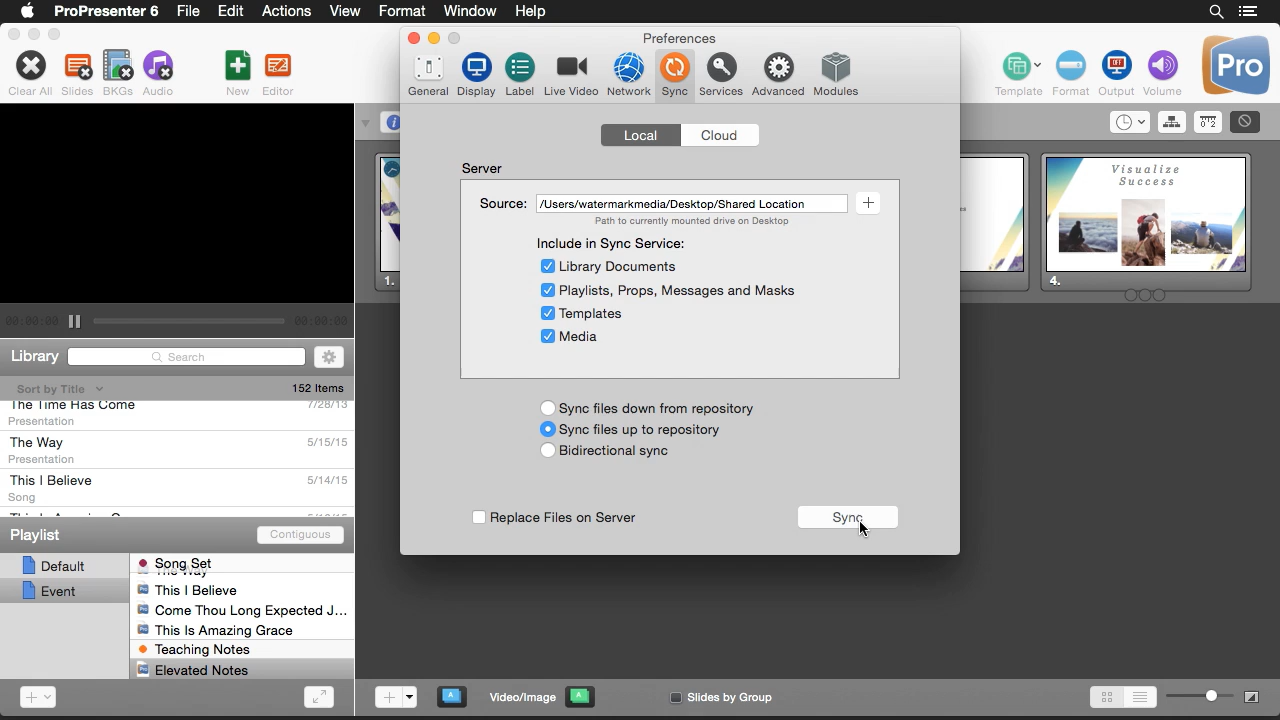 ProPresenter 6 File Edit Actions View Format Window Help
Preferences
Clear All Slides BKGs Audio New Editor
General Display Label Live Video Network Sync Services Advanced Modules
Template Format Output Volume
Pro
Local Cloud
Server
Source: /Users/watermarkmedia/Desktop/Shared Location +
Path to currently mounted drive on Desktop
Include in Sync Service:
Library Documents
Playlists, Props, Messages and Masks
Templates
Media
Sync files down from repository
Sync files up to repository
Bidirectional sync
Replace Files on Server Sync
1.
Visualize
Success
4.
00:00:00 00:00:03
Library Search
Sort by Title 152 Items
The Time Has Come 7/28/13
Presentation
The Way 5/15/15
Presentation
This I Believe 5/14/15
Song
Playlist Contiguous
Default
Event
Song Set
The Way
This I Believe
Come Thou Long Expected J...
This Is Amazing Grace
Teaching Notes
Elevated Notes
Video/Image
Slides by Group